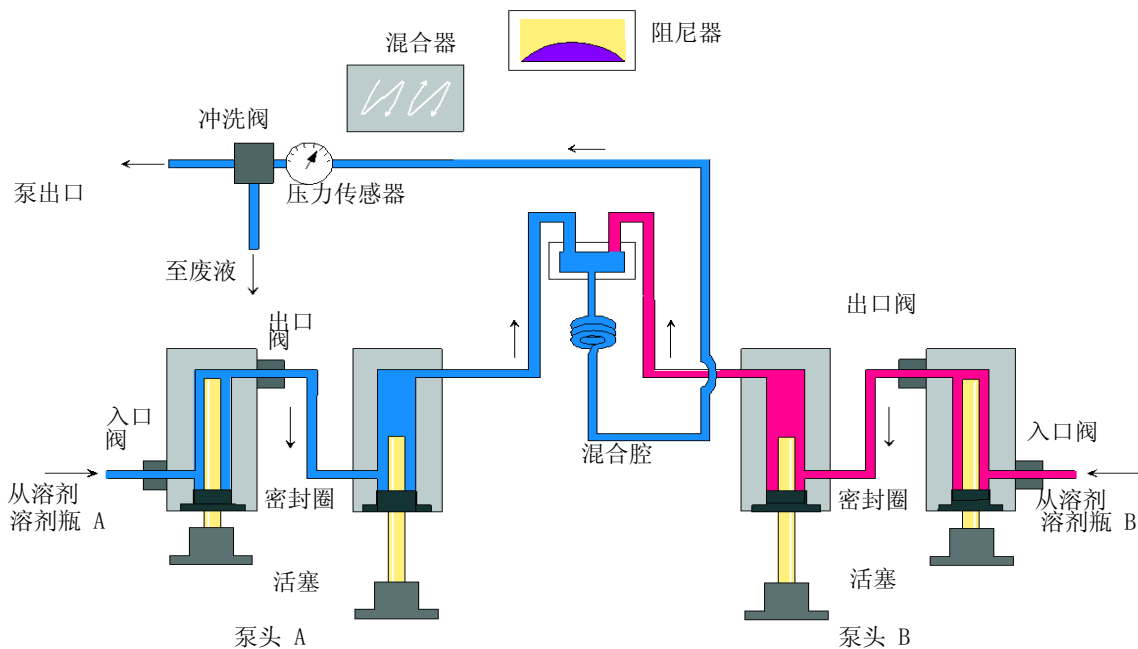 阻尼器
混合器
冲洗阀
泵出口
压力传感器
至废液
出口
阀
出口阀
入口
阀
混合腔
入口阀
从溶剂
溶剂瓶 A
密封圈
密封圈
从溶剂
溶剂瓶 B
活塞
活塞
泵头 A
泵头 B